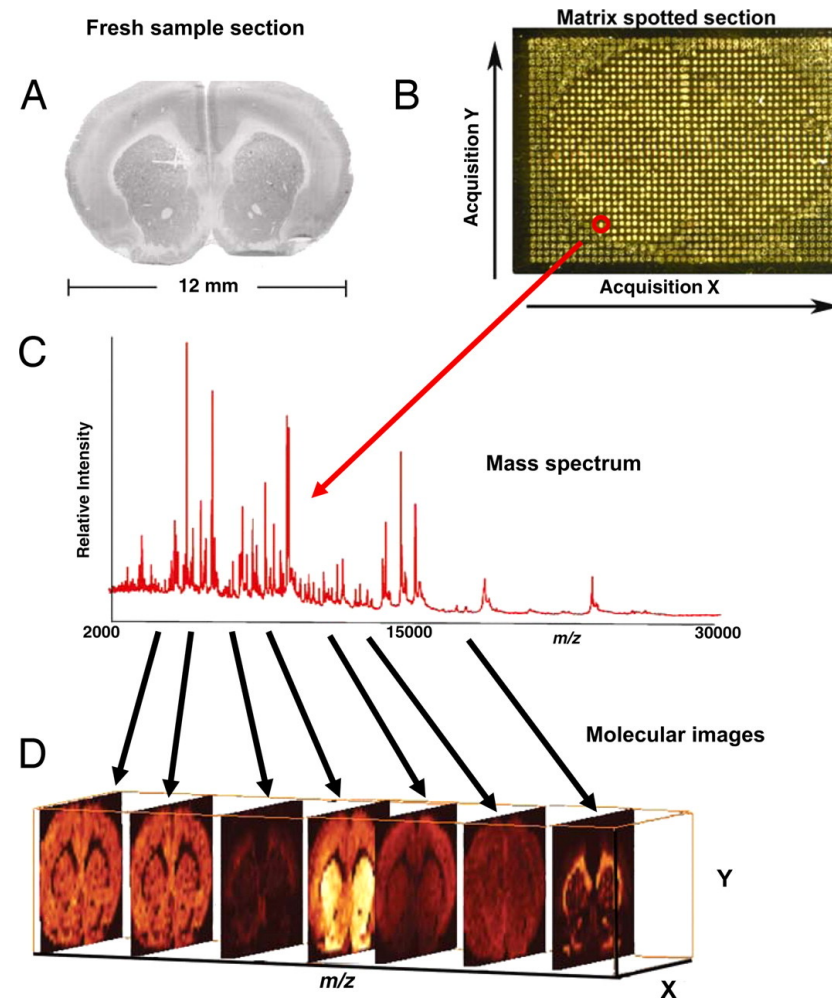 Fresh sample section
Matrix spotted section
A
B
Acquisition Y
12 mm
Acquisition X
C
Relative Intensity
Mass spectrum
2000
15000
m/z
30000
Molecular images
D
Y
m/z
X